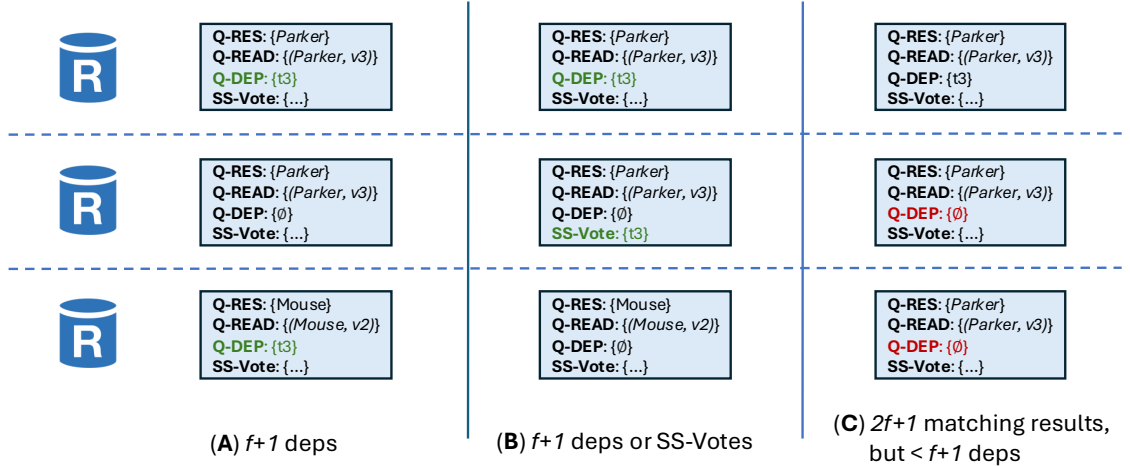 R
Q-RES: {Parker}
Q-READ: {(Parker, v3)}
Q-DEP: {t3}
SS-Vote: {...}
Q-RES: {Parker}
Q-READ: {(Parker, v3)}
Q-DEP: {t3}
SS-Vote: {...}
Q-RES: {Parker}
Q-READ: {(Parker, v3)}
Q-DEP: {t3}
SS-Vote: {...}
R
Q-RES: {Parker}
Q-READ: {(Parker, v3)}
Q-DEP: {∅}
SS-Vote: {...}
Q-RES: {Parker}
Q-READ: {(Parker, v3)}
Q-DEP: {∅}
SS-Vote: {t3}
Q-RES: {Parker}
Q-READ: {(Parker, v3)}
Q-DEP: {∅}
SS-Vote: {...}
R
Q-RES: {Mouse}
Q-READ: {(Mouse, v2)}
Q-DEP: {t3}
SS-Vote: {...}
Q-RES: {Mouse}
Q-READ: {(Mouse, v2)}
Q-DEP: {∅}
SS-Vote: {...}
Q-RES: {Parker}
Q-READ: {(Parker, v3)}
Q-DEP: {∅}
SS-Vote: {...}
(A) f+1 deps
(B) f+1 deps or SS-Votes
(C) 2f+1 matching results,
but < f+1 deps